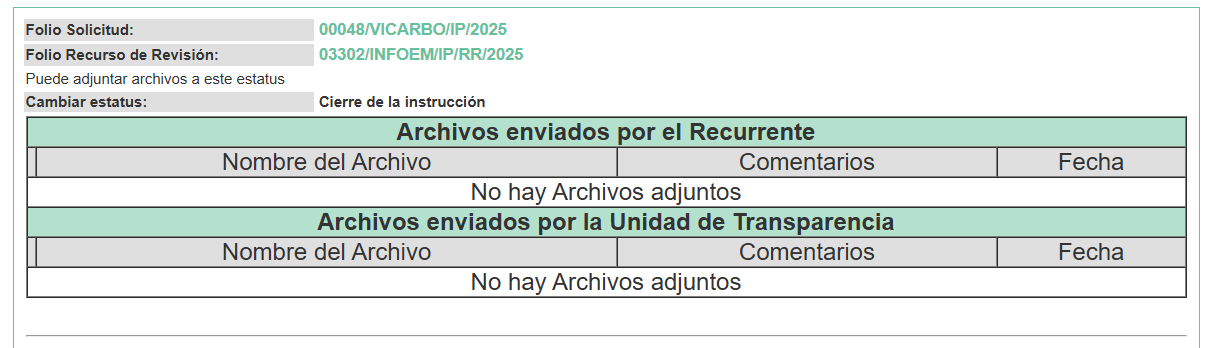 Folio Solicitud: 00048/VICARBO/IP/2025
Folio Recurso de Revisión: 03302/INFOEM/IP/RR/2025
Puede adjuntar archivos a este estatus
Cambiar estatus: Cierre de la instrucción
Archivos enviados por el Recurrente
Nombre del Archivo Comentarios Fecha
No hay Archivos adjuntos
Archivos enviados por la Unidad de Transparencia
Nombre del Archivo Comentarios Fecha
No hay Archivos adjuntos